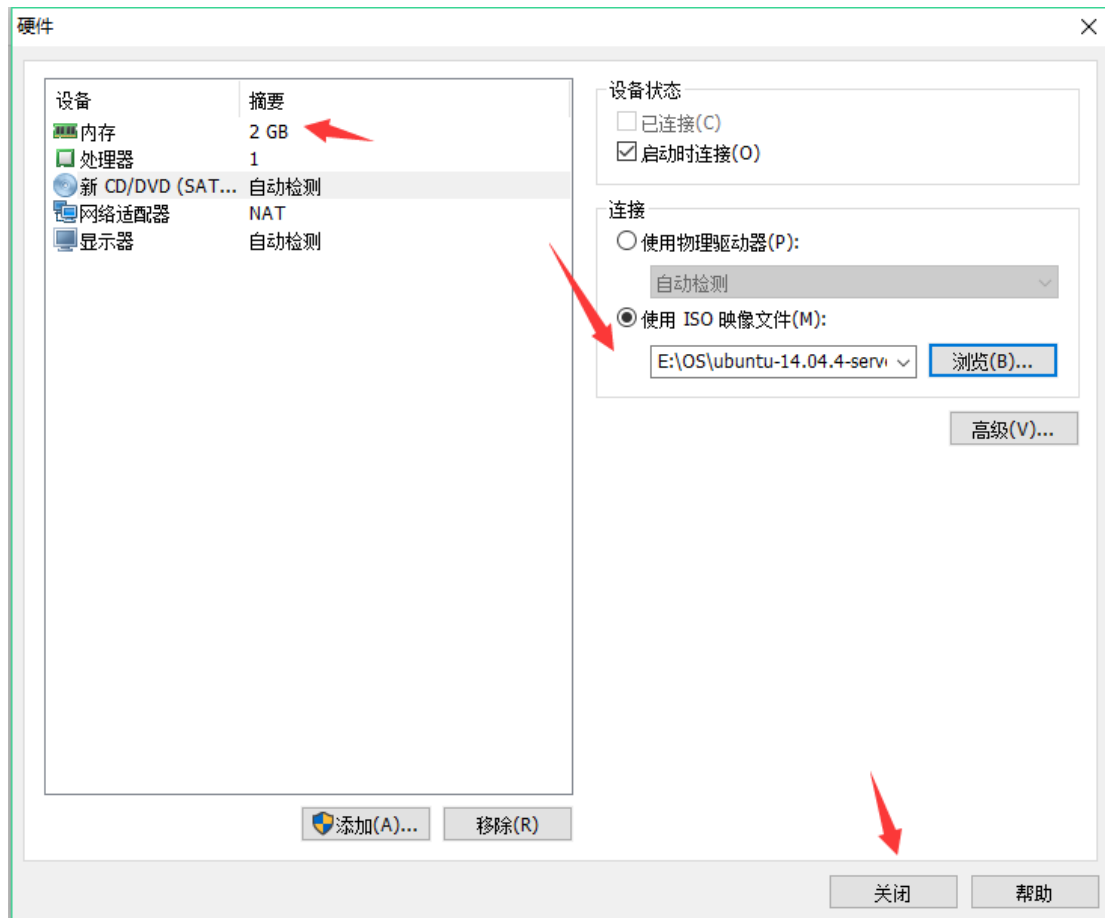 硬件
设备 摘要
内存 2 GB
处理器 1
新 CD/DVD (SAT... 自动检测
网络适配器 NAT
显示器 自动检测
添加(A)... 移除(R)
设备状态
已连接(C)
启动时连接(O)
连接
使用物理驱动器(P):
自动检测
使用 ISO 映像文件(M):
E:\OS\ubuntu-14.04.4-serv 浏览(B)...
高级(V)...
关闭 帮助